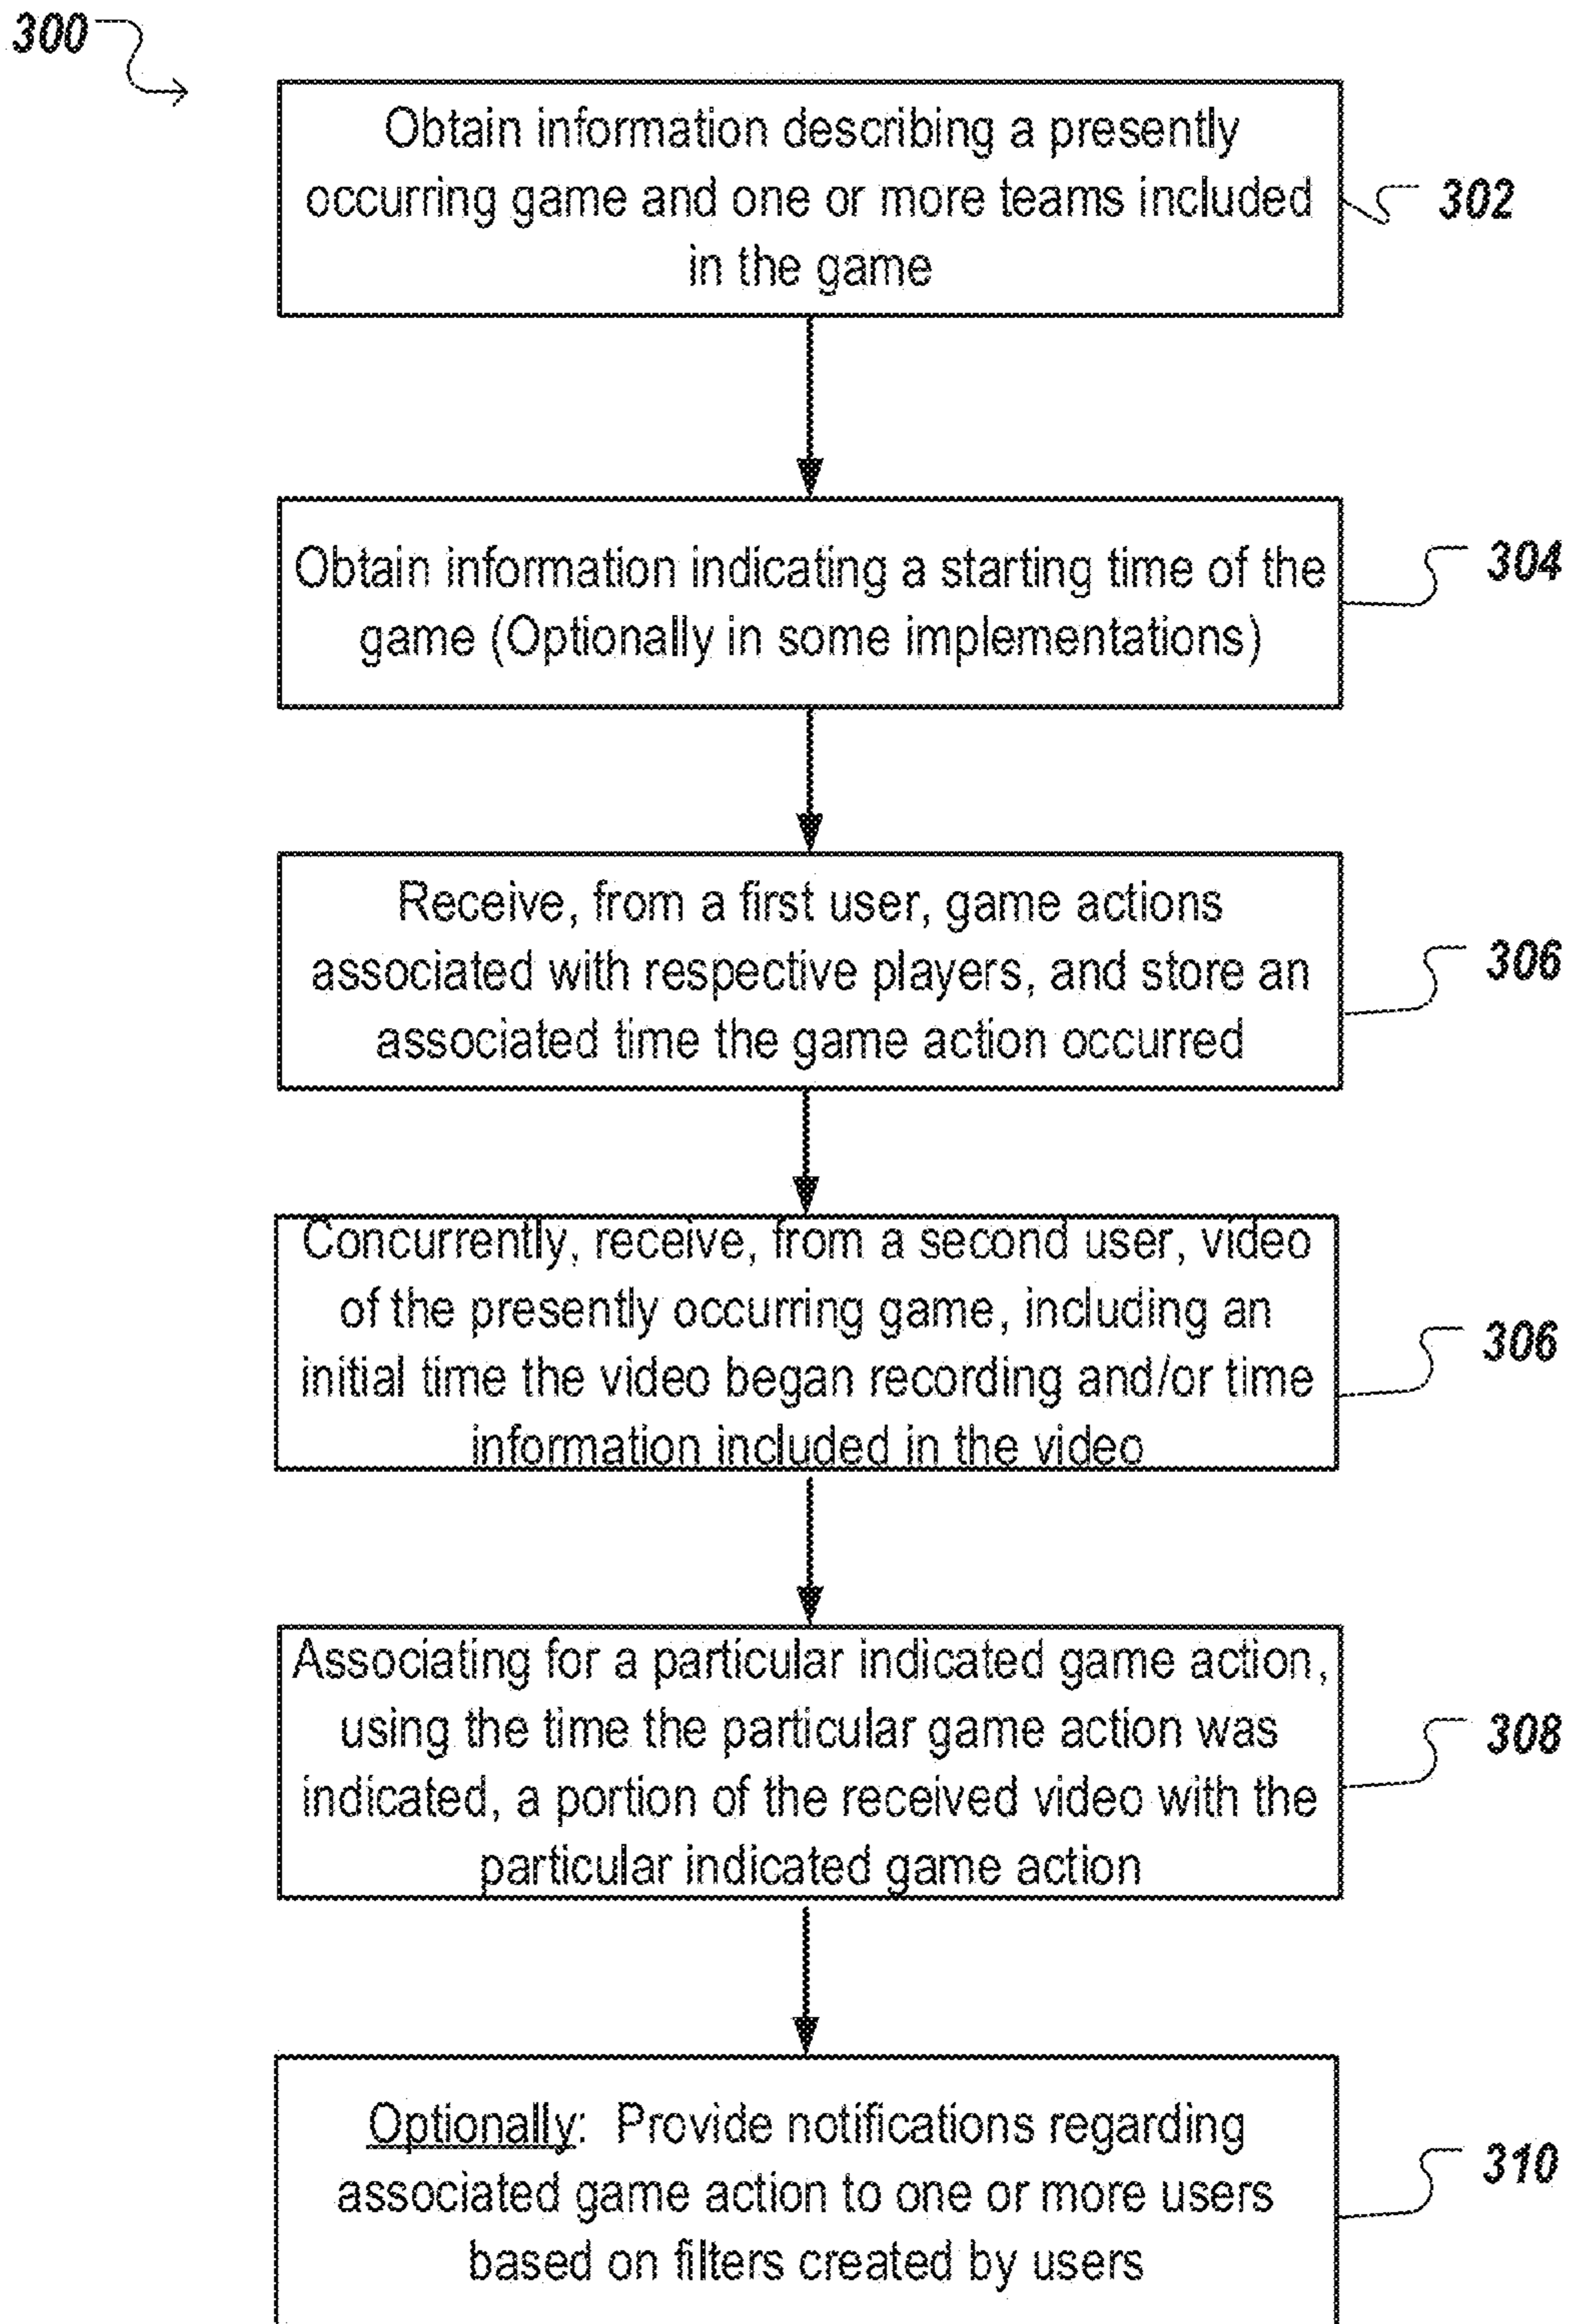 300
Obtain information describing a presently
occurring game and one or more teams included
in the game
302
Obtain information indicating a starting time of the
game (Optionally in some implementations)
304
Receive, from a first user, game actions
associated with respective players, and store an
associated time the game action occurred
306
Concurrently, receive, from a second user, video
of the presently occurring game, including an
initial time the video began recording and/or time
information included in the video
306
Associating for a particular indicated game action,
using the time the particular game action was
indicated, a portion of the received video with the
particular indicated game action
308
Optionally: Provide notifications regarding
associated game action to one or more users
based on filters created by users
310